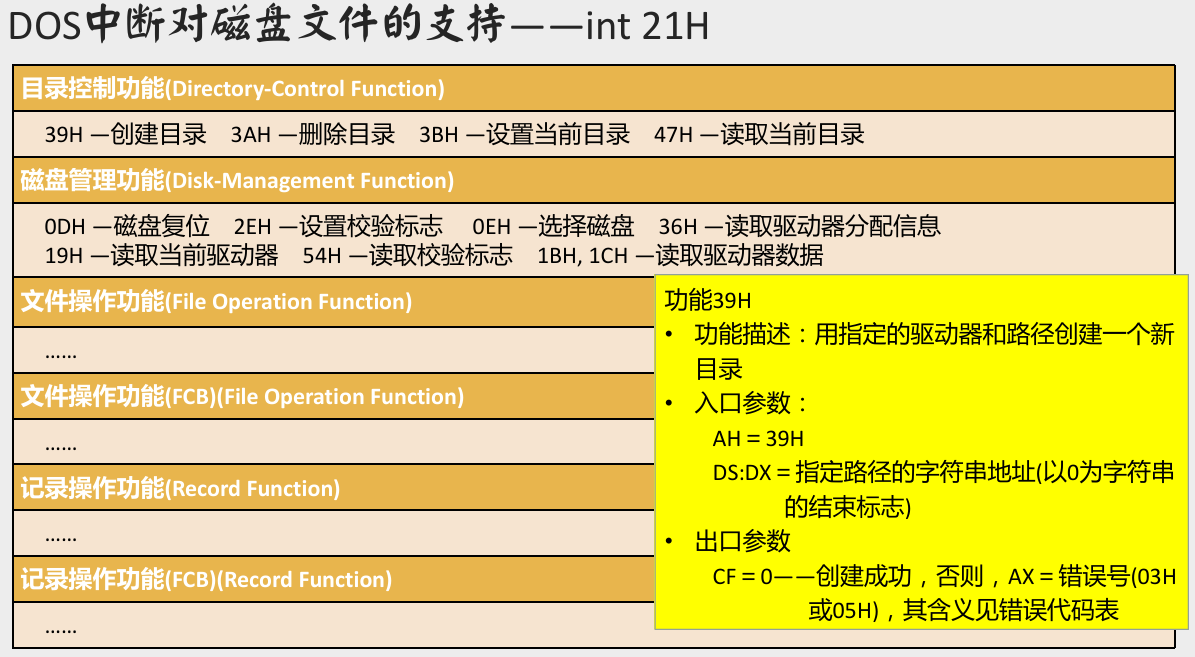 DOS中断对磁盘文件的支持——int 21H
目录控制功能(Directory-Control Function)
39H —创建目录 3AH —删除目录 3BH —设置当前目录 47H —读取当前目录
磁盘管理功能(Disk-Management Function)
0DH —磁盘复位 2EH —设置校验标志 0EH —选择磁盘 36H —读取驱动器分配信息
19H —读取当前驱动器 54H —读取校验标志 1BH, 1CH —读取驱动器数据
文件操作功能(File Operation Function)
……
文件操作功能(FCB)(File Operation Function)
……
记录操作功能(Record Function)
……
记录操作功能(FCB)(Record Function)
……
功能39H
• 功能描述：用指定的驱动器和路径创建一个新
目录
• 入口参数：
AH = 39H
DS:DX = 指定路径的字符串地址(以0为字符串
的结束标志)
• 出口参数
CF = 0——创建成功，否则，AX = 错误号(03H
或05H)，其含义见错误代码表